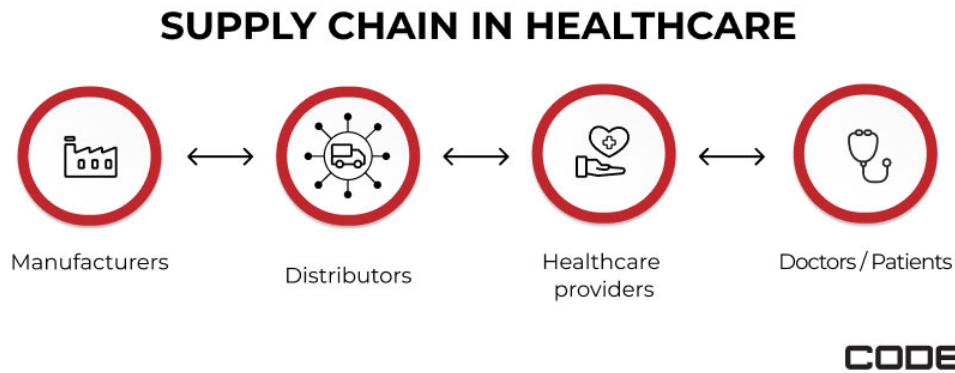 SUPPLY CHAIN IN HEALTHCARE
Manufacturers
Distributors
Healthcare
providers
Doctors / Patients
CODE